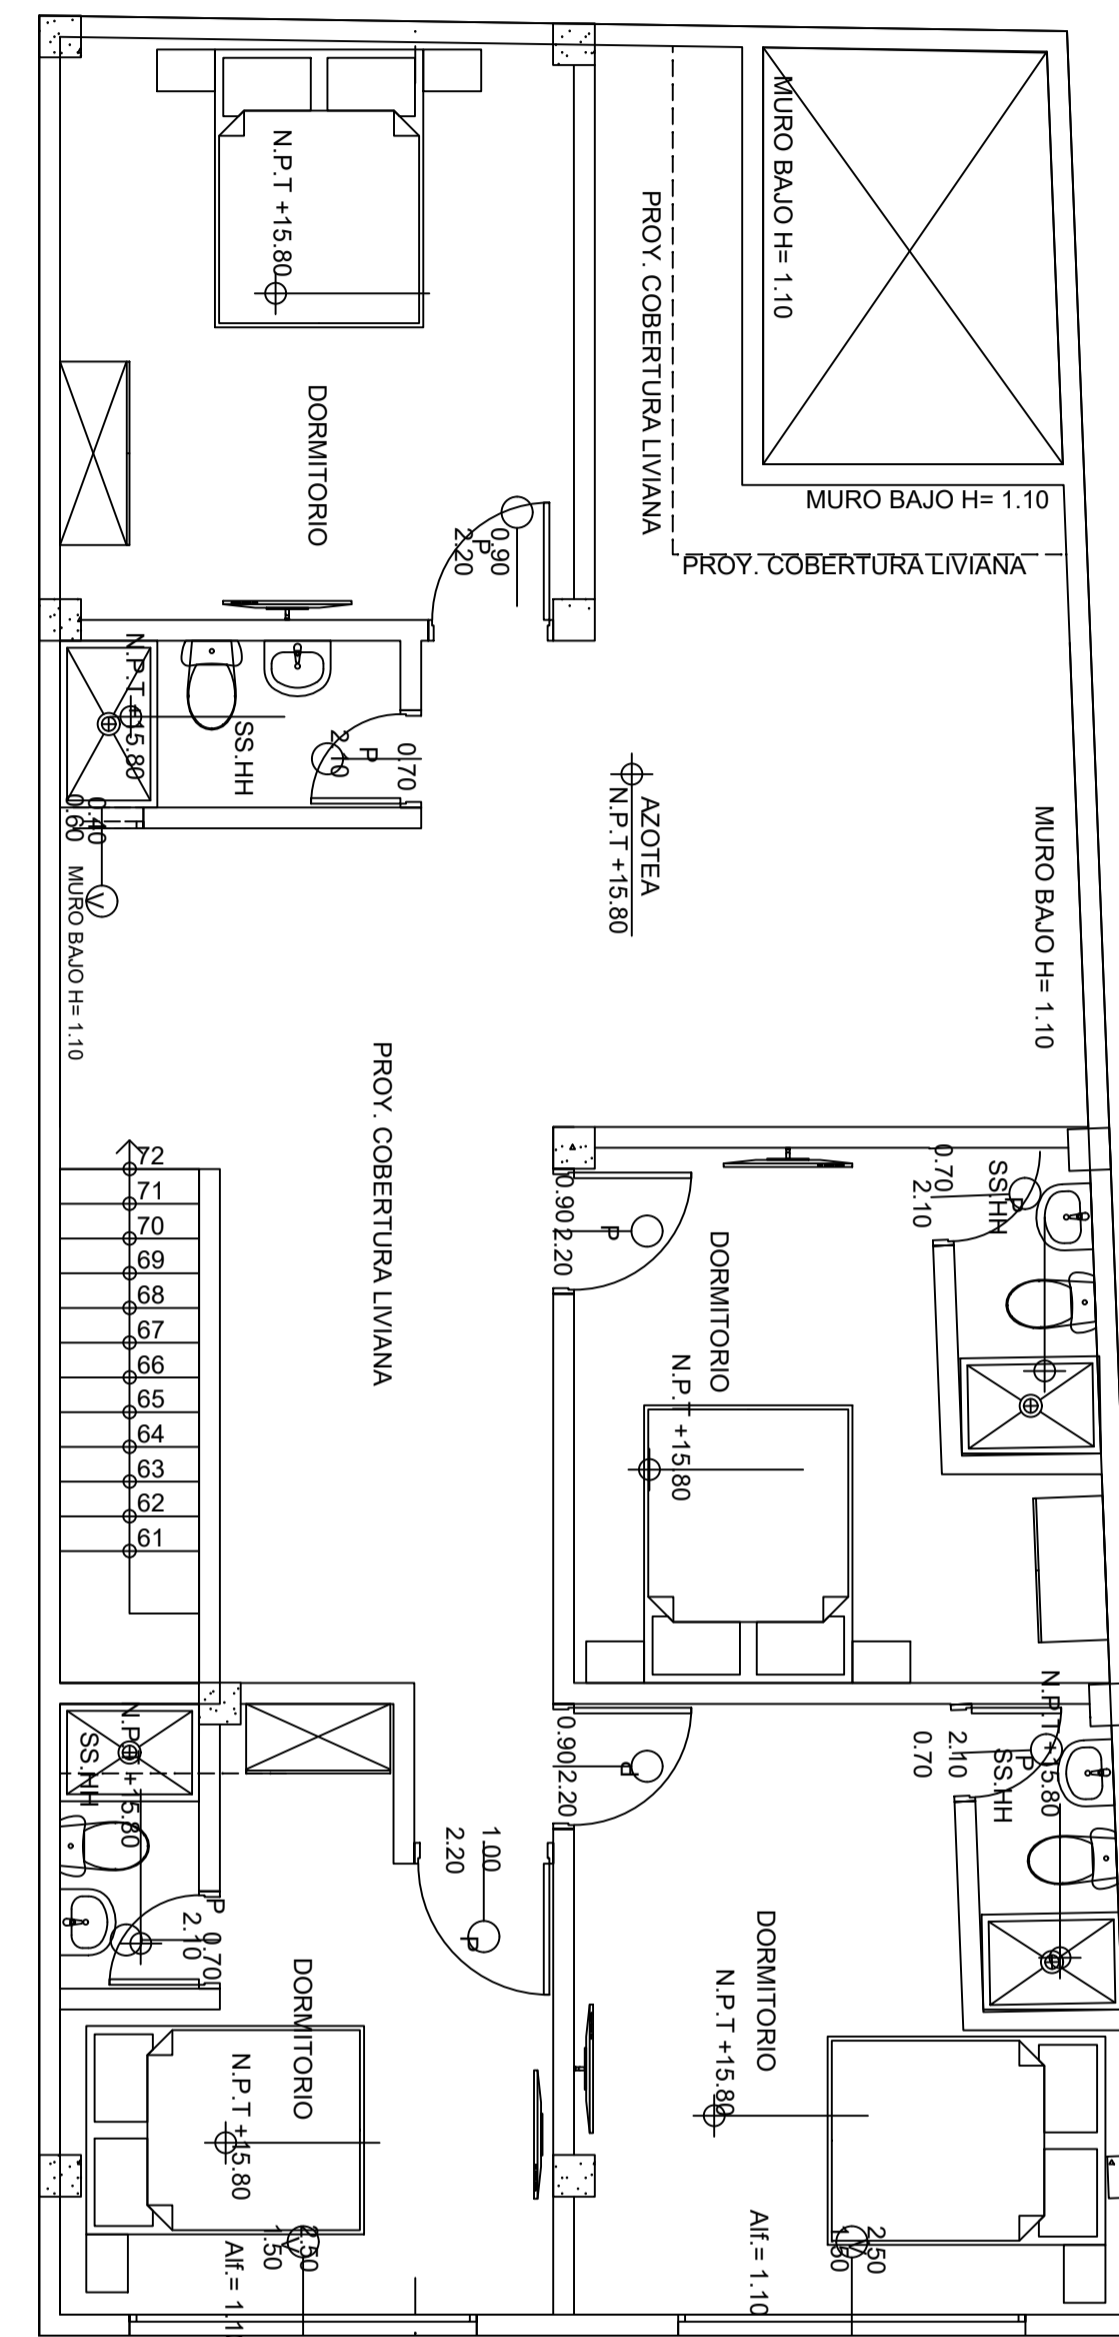 N.P.T +15.80
DORMITORIO
0.90
P
2.20
PROY. COBERTURA LIVIANA
MURO BAJO H= 1.10
MURO BAJO H= 1.10
PROY. COBERTURA LIVIANA
N.P.T +15.80
SS.HH
0.70
P
2.10
0.40
0.60
V
MURO BAJO H= 1.10
AZOTEA
N.P.T +15.80
MURO BAJO H= 1.10
PROY. COBERTURA LIVIANA
72
71
70
69
68
67
66
65
64
63
62
61
0.90
2.20
P
DORMITORIO
N.P.T +15.80
0.70
2.10
P
SS.HH
N.P.T +15.80
SS.HH
P
0.70
2.10
1.00
2.20
P
DORMITORIO
N.P.T +15.80
2.50
1.50
V
0.90
2.20
P
2.10
0.70
P
SS.HH
N.P.T +15.80
DORMITORIO
N.P.T +15.80
2.50
1.50
V
Alf.= 1.10